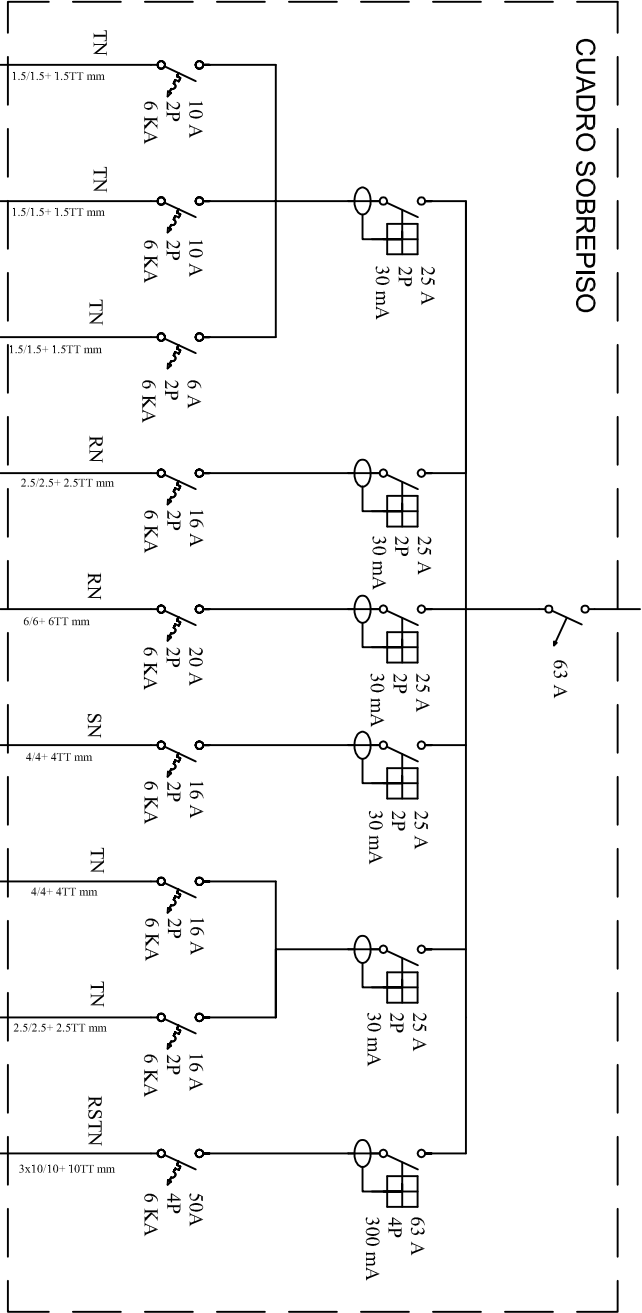 CUADRO SOBREPISO
63 A
25 A
2P
30 mA
25 A
2P
30 mA
25 A
2P
30 mA
25 A
2P
30 mA
25 A
2P
30 mA
63 A
4P
300 mA
10 A
2P
6 KA
10 A
2P
6 KA
6 A
2P
6 KA
16 A
2P
6 KA
20 A
2P
6 KA
16 A
2P
6 KA
16 A
2P
6 KA
16 A
2P
6 KA
50A
4P
6 KA
TN
1.5/1.5+ 1.5TT mm
TN
1.5/1.5+ 1.5TT mm
TN
1.5/1.5+ 1.5TT mm
RN
2.5/2.5+ 2.5TT mm
RN
6/6+ 6TT mm
SN
4/4+ 4TT mm
TN
4/4+ 4TT mm
TN
2.5/2.5+ 2.5TT mm
RSTN
3x10/10+ 10TT mm